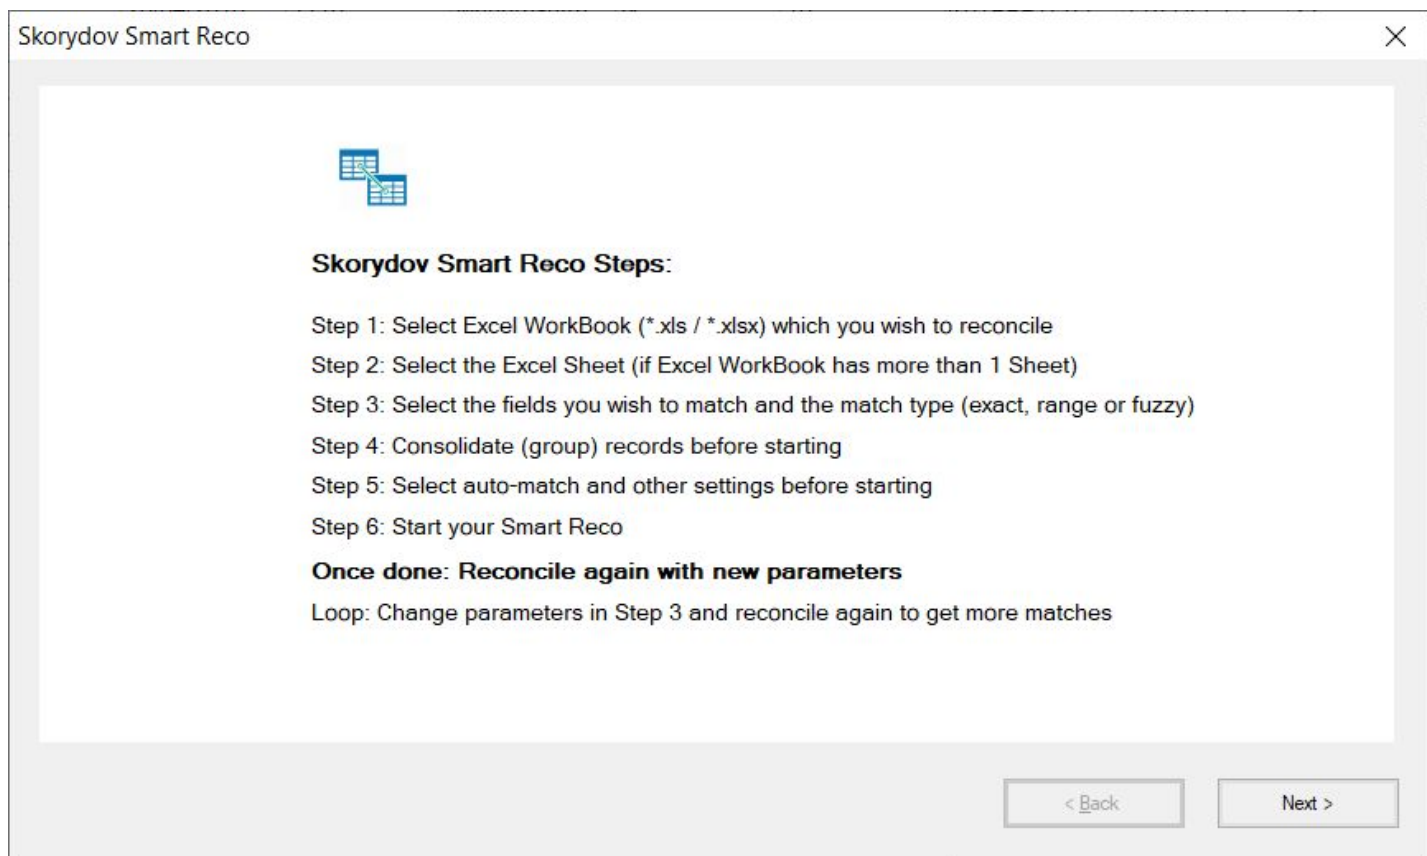 Skorydov Smart Reco
Skorydov Smart Reco Steps:
Step 1: Select Excel WorkBook (*.xls / *.xlsx) which you wish to reconcile
Step 2: Select the Excel Sheet (if Excel WorkBook has more than 1 Sheet)
Step 3: Select the fields you wish to match and the match type (exact, range or fuzzy)
Step 4: Consolidate (group) records before starting
Step 5: Select auto-match and other settings before starting
Step 6: Start your Smart Reco
Once done: Reconcile again with new parameters
Loop: Change parameters in Step 3 and reconcile again to get more matches
< Back
Next >